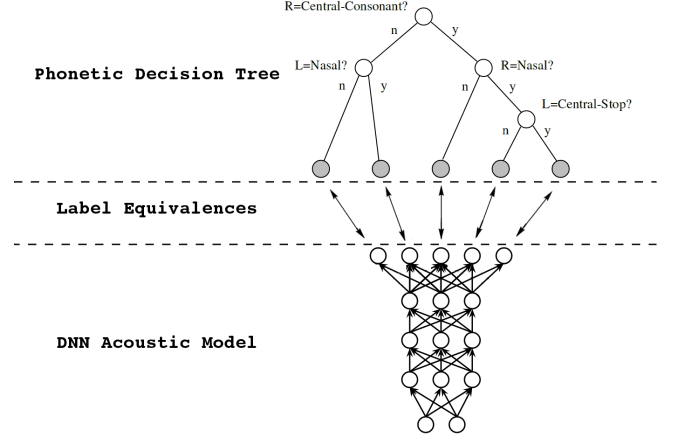 R=Central-Consonant?
n
y
Phonetic Decision Tree
L=Nasal?
R=Nasal?
n
y
n
y
L=Central-Stop?
n
y
Label Equivalences
DNN Acoustic Model